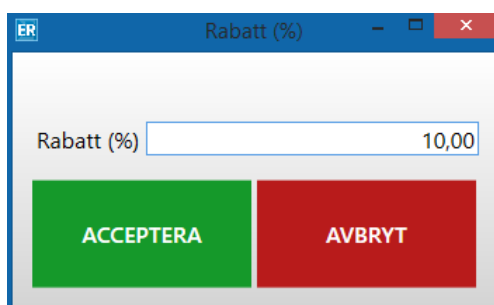 ER Rabatt (%)
Rabatt (%) 10,00
ACCEPTERA AVBRYT